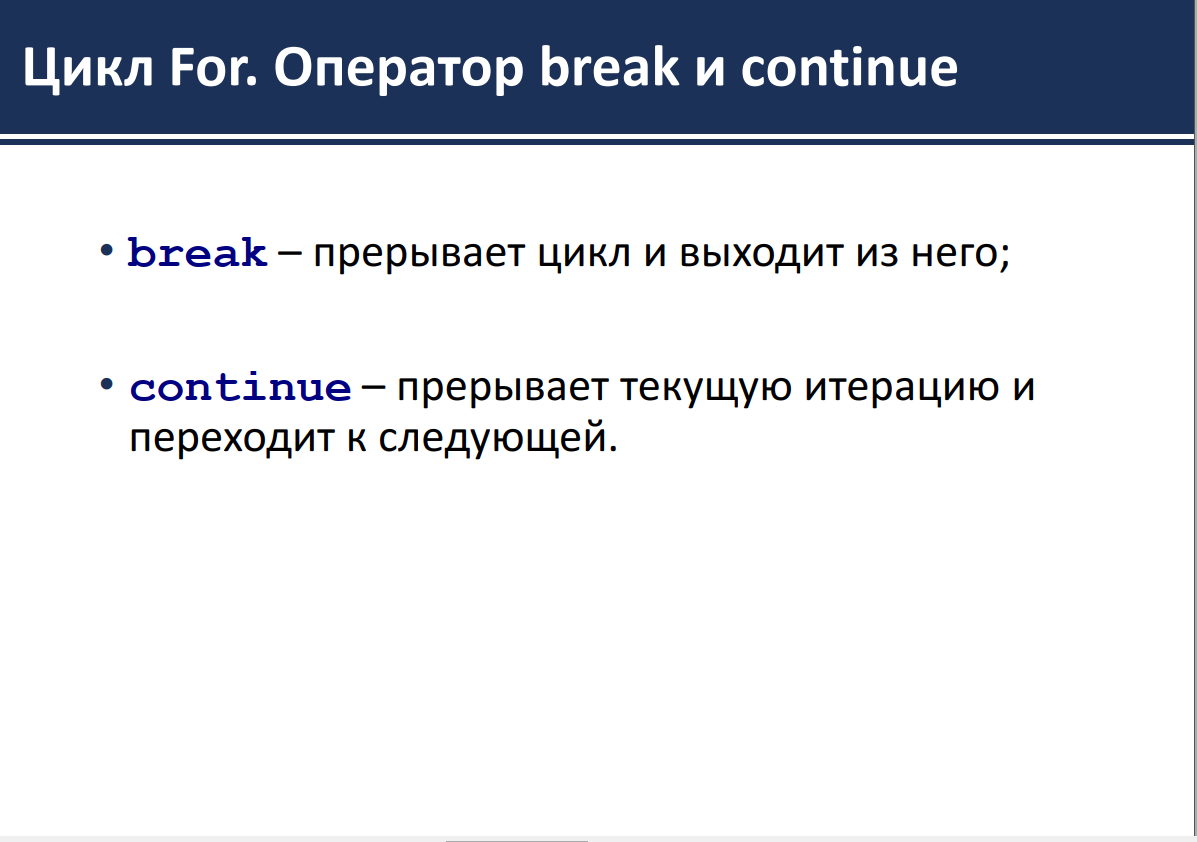 Цикл For. Оператор break и continue
• break – прерывает цикл и выходит из него;
• continue – прерывает текущую итерацию и
переходит к следующей.